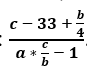 : c − 33 + b/4
a * c/b − 1